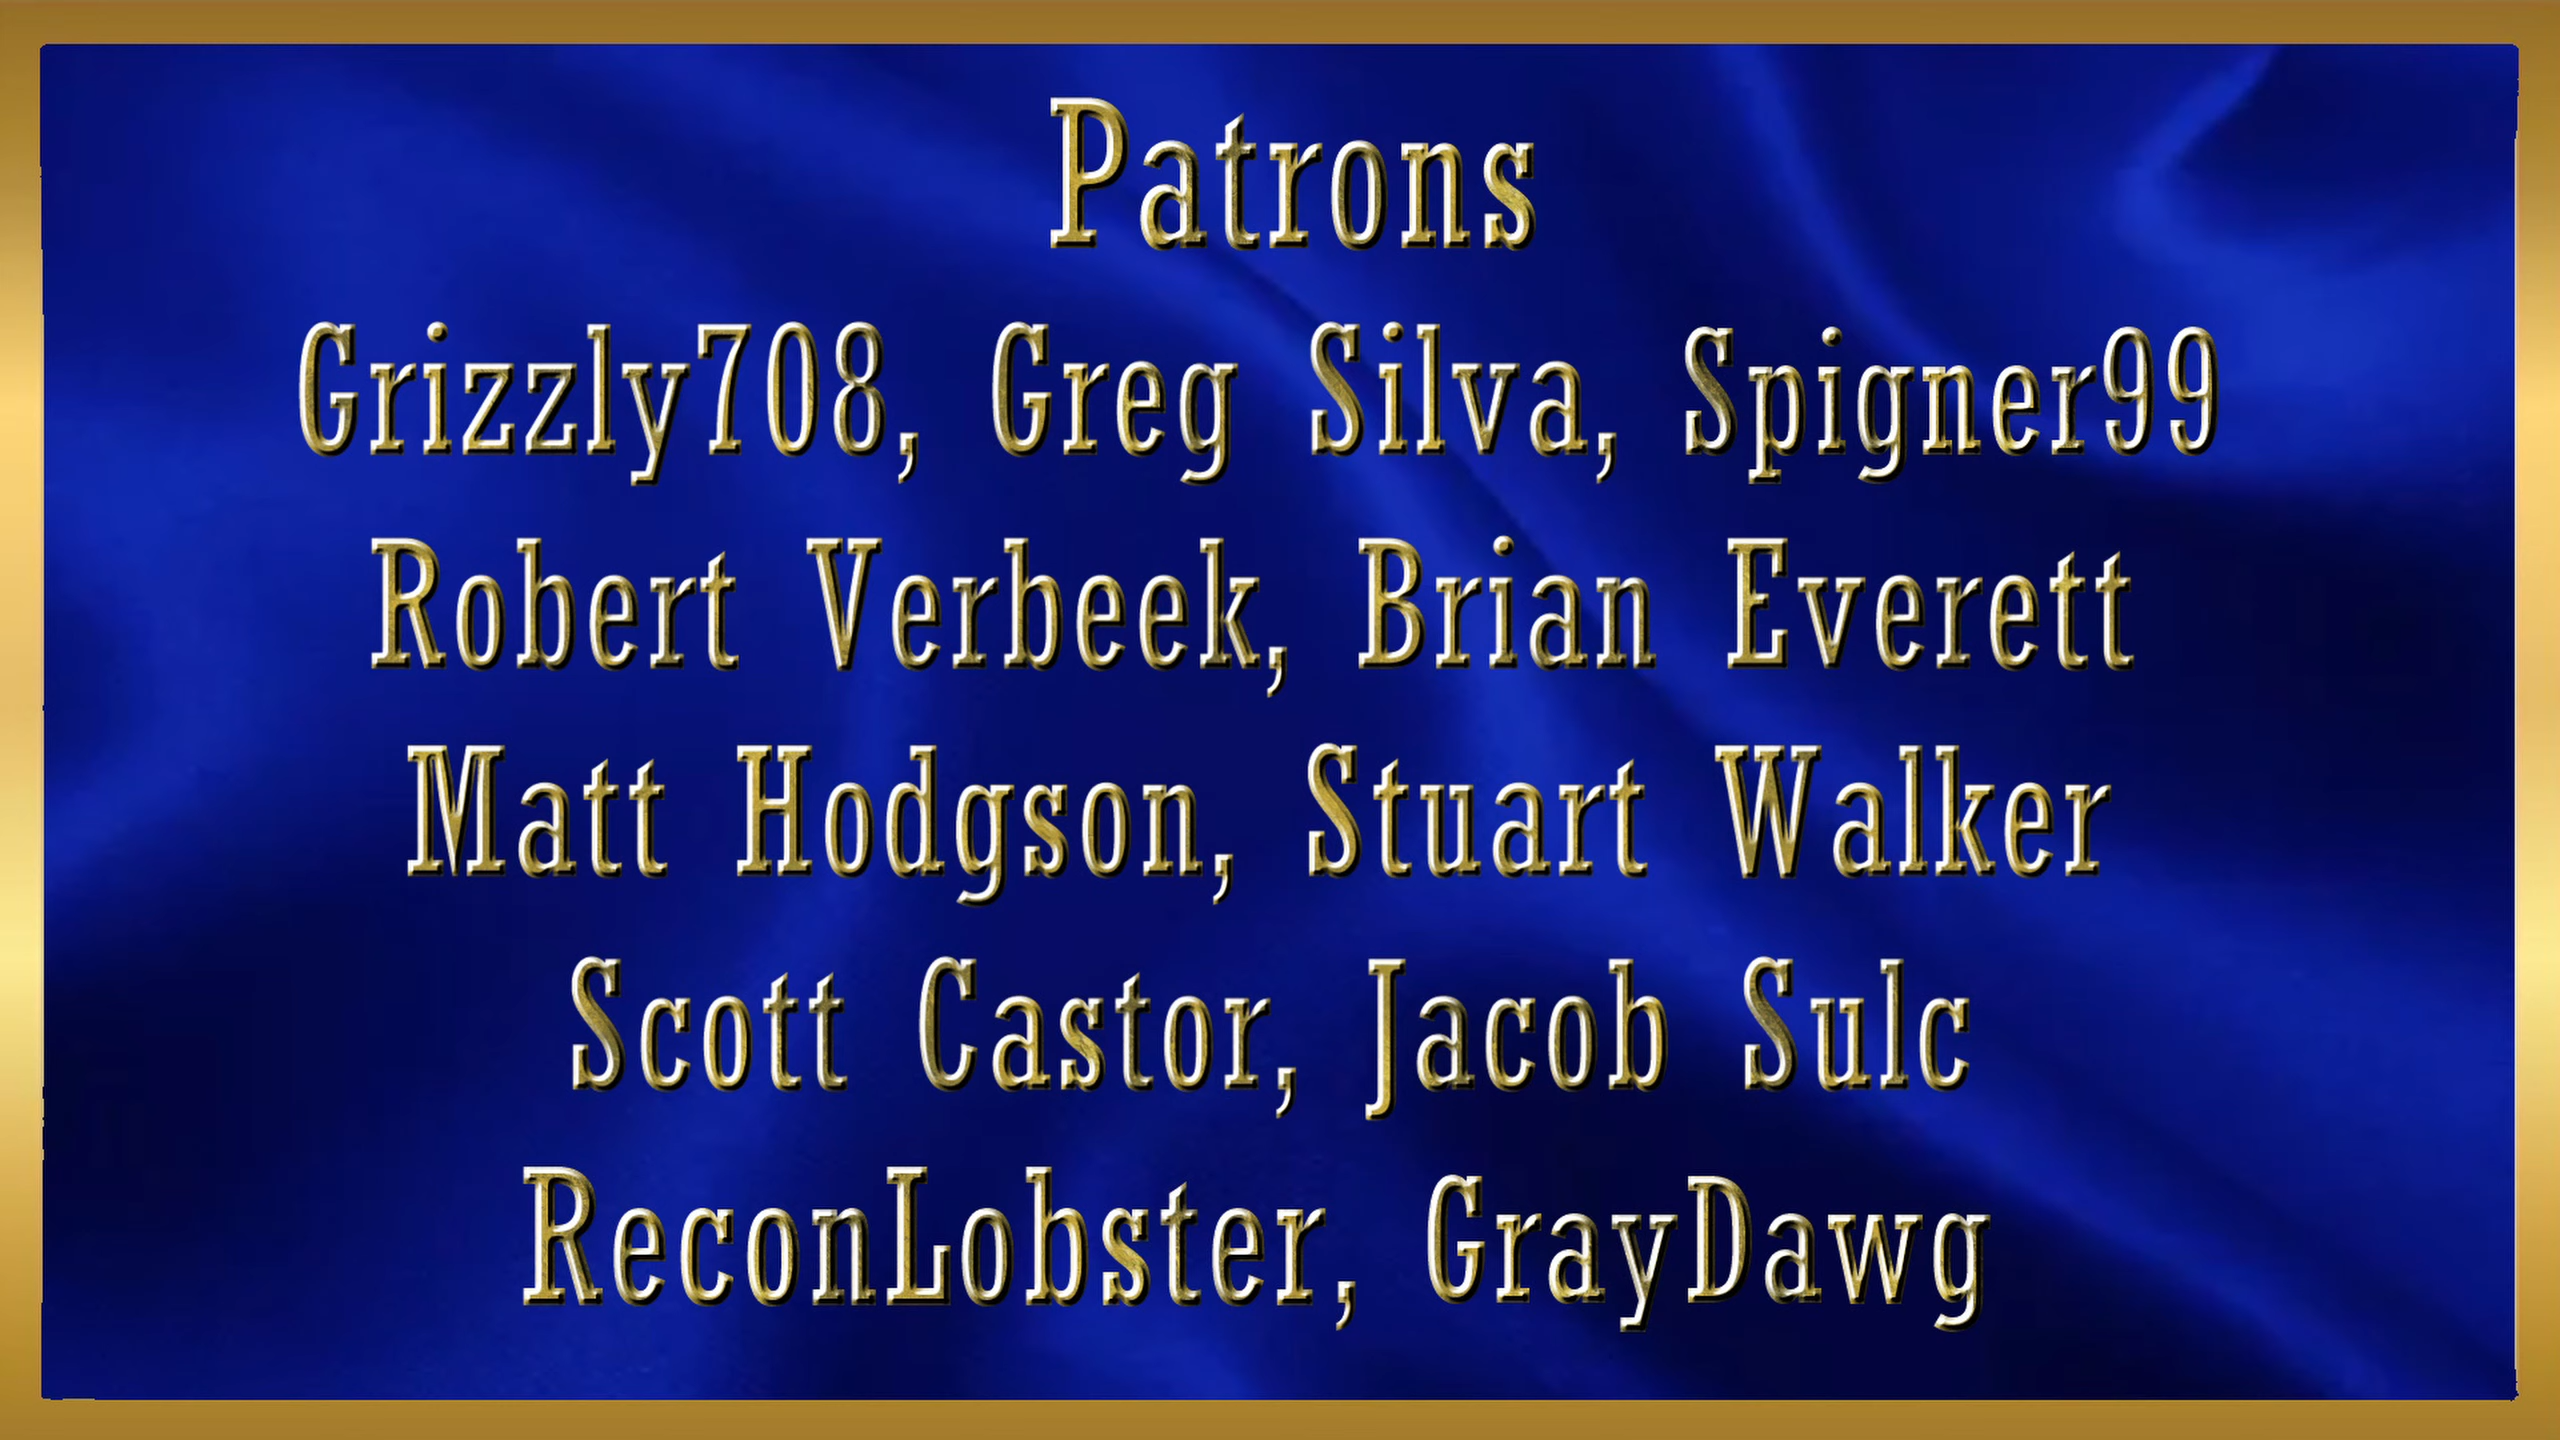 Patrons
Grizzly708, Greg Silva, Spigner99
Robert Verbeek, Brian Everett
Matt Hodgson, Stuart Walker
Scott Castor, Jacob Sulc
ReconLobster, GrayDawg